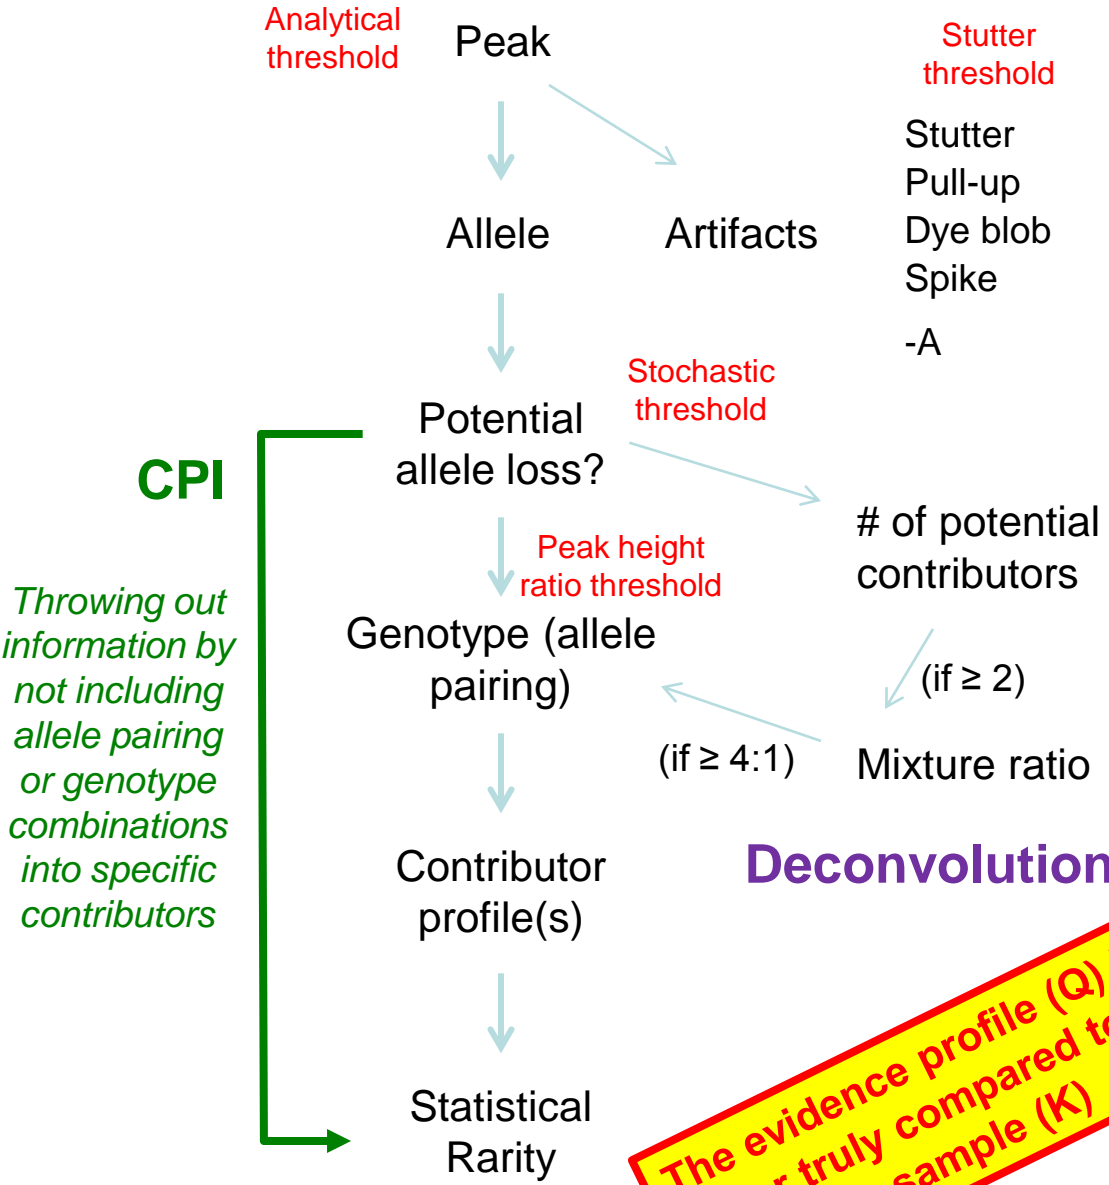 Analytical
threshold
Peak
Stutter
threshold
Stutter
Pull-up
Dye blob
Spike
-A
Allele
Artifacts
Stochastic
threshold
Potential
allele loss?
CPI
# of potential
contributors
Peak height
ratio threshold
Throwing out
information by
not including
allele pairing
or genotype
combinations
into specific
contributors
Genotype (allele
pairing)
(if ≥ 2)
(if ≥ 4:1)
Mixture ratio
Contributor
profile(s)
Deconvolution
Statistical
Rarity
The evidence profile (Q)
truly compared
sample (K)